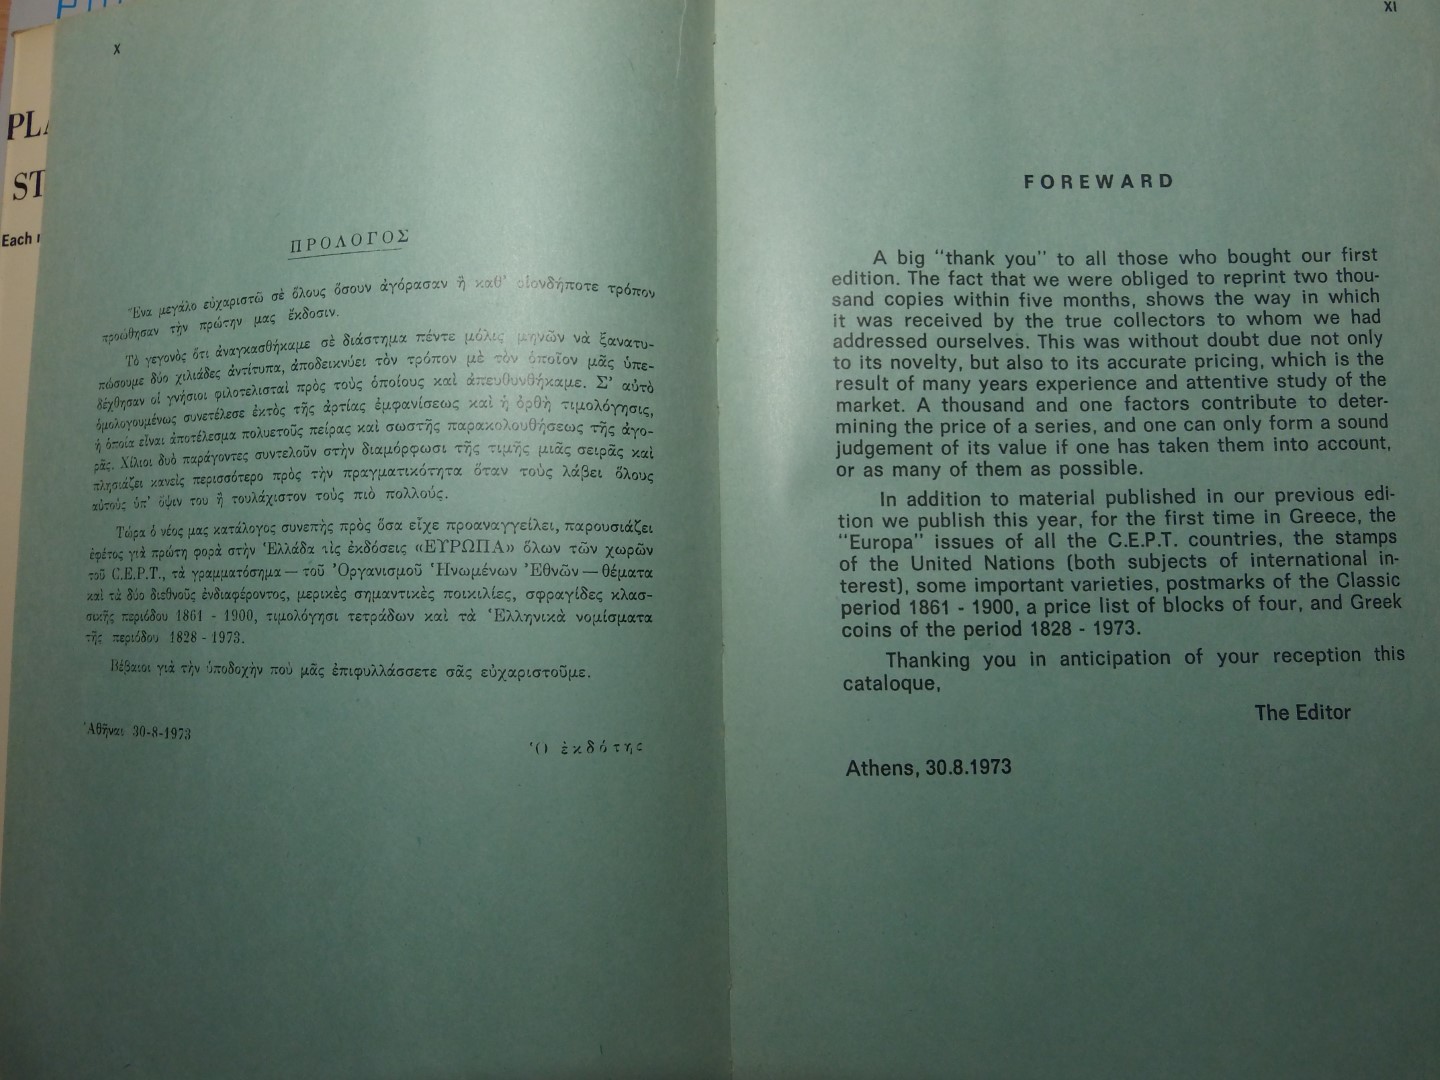 PLA
ST
Each
X
ΠΡΟΛΟΓΟΣ
Ἕνα μεγάλο εὐχαριστῶ σὲ ὅλους ὅσουν ἀγόρασαν ἢ καθ' οἱονδήποτε τρόπον
προώθησαν τὴν πρώτην μας ἔκδοσιν.
Τὸ γεγονὸς ὅτι ἀναγκασθήκαμε σὲ διάστημα πέντε μόλις μηνῶν νὰ ξανατυ-
πώσουμε δύο χιλιάδες ἀντίτυπα, ἀποδεικνύει τὸν τρόπον μὲ τὸν ὁποῖον μᾶς ὑπε-
δέχθησαν οἱ γνήσιοι φιλοτελισταὶ πρὸς τοὺς ὁποίους καὶ ἀπευθυνθήκαμε. Σ' αὐτὸ
ὁμολογουμένως συνετέλεσε ἐκτὸς τῆς ἀρτίας ἐμφανίσεως καὶ ἡ ὀρθὴ τιμολόγησις,
ἡ ὁποία εἶναι ἀποτέλεσμα πολυετοῦς πείρας καὶ σωστῆς παρακολουθήσεως τῆς ἀγο-
ρᾶς. Χίλιοι δυὸ παράγοντες συντελοῦν στὴν διαμόρφωσι τῆς τιμῆς μιᾶς σειρᾶς καὶ
πλησιάζει κανεὶς περισσότερο πρὸς τὴν πραγματικότητα ὅταν τοὺς λάβει ὅλους
αὐτοὺς ὑπ' ὄψιν του ἢ τουλάχιστον τοὺς πιὸ πολλούς.
Τώρα ὁ νέος μας κατάλογος συνεπὴς πρὸς ὅσα εἶχε προαναγγείλει, παρουσιάζει
ἐφέτος γιὰ πρώτη φορὰ στὴν Ἑλλάδα τὶς ἐκδόσεις «ΕΥΡΩΠΑ» ὅλων τῶν χωρῶν
τοῦ C.E.P.T., τὰ γραμματόσημα — τοῦ Ὀργανισμοῦ Ἡνωμένων Ἐθνῶν — θέματα
καὶ τὰ δύο διεθνοῦς ἐνδιαφέροντος, μερικὲς σημαντικὲς ποικιλίες, σφραγίδες κλασ-
σικῆς περιόδου 1861 - 1900, τιμολόγησι τετράδων καὶ τὰ Ἑλληνικὰ νομίσματα
τῆς περιόδου 1828 - 1973.
Βέβαιοι γιὰ τὴν ὑποδοχὴν ποὺ μᾶς ἐπιφυλλάσσετε σᾶς εὐχαριστοῦμε.
Ἀθῆναι 30-8-1973
Ὁ ἐκδότης
XI
FOREWARD
A big "thank you" to all those who bought our first
edition. The fact that we were obliged to reprint two thou-
sand copies within five months, shows the way in which
it was received by the true collectors to whom we had
addressed ourselves. This was without doubt due not only
to its novelty, but also to its accurate pricing, which is the
result of many years experience and attentive study of the
market. A thousand and one factors contribute to deter-
mining the price of a series, and one can only form a sound
judgement of its value if one has taken them into account,
or as many of them as possible.
In addition to material published in our previous edi-
tion we publish this year, for the first time in Greece, the
"Europa" issues of all the C.E.P.T. countries, the stamps
of the United Nations (both subjects of international in-
terest), some important varieties, postmarks of the Classic
period 1861 - 1900, a price list of blocks of four, and Greek
coins of the period 1828 - 1973.
Thanking you in anticipation of your reception this
cataloque,
The Editor
Athens, 30.8.1973